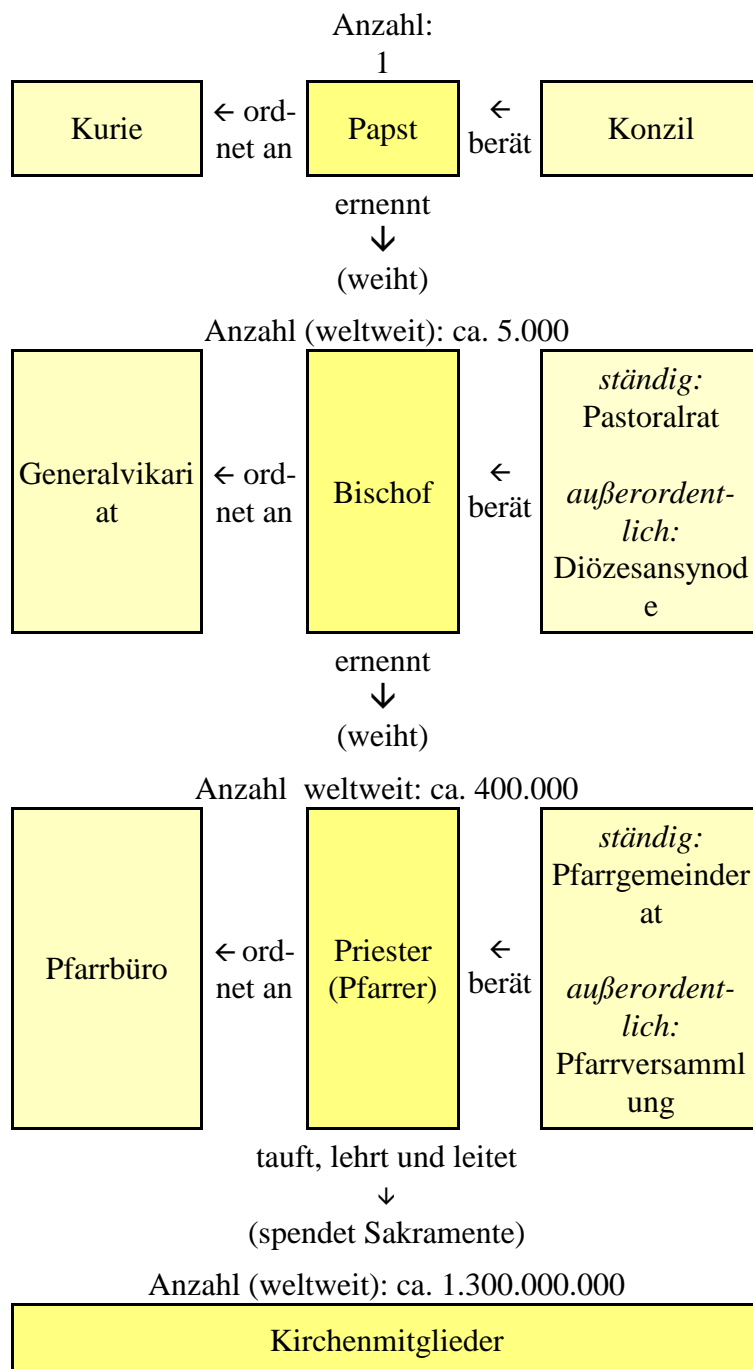 Anzahl:
1
Kurie
← ord-
net an
Papst
←
berät
Konzil
ernennt
↓
(weiht)
Anzahl (weltweit): ca. 5.000
Generalvikari
at
← ord-
net an
Bischof
←
berät
ständig:
Pastoralrat
außerordent-
lich:
Diözesansynod
e
ernennt
↓
(weiht)
Anzahl  weltweit: ca. 400.000
Pfarrbüro
← ord-
net an
Priester
(Pfarrer)
←
berät
ständig:
Pfarrgemeinder
at
außerordent-
lich:
Pfarrversamml
ung
tauft, lehrt und leitet
↓
(spendet Sakramente)
Anzahl (weltweit): ca. 1.300.000.000
Kirchenmitglieder